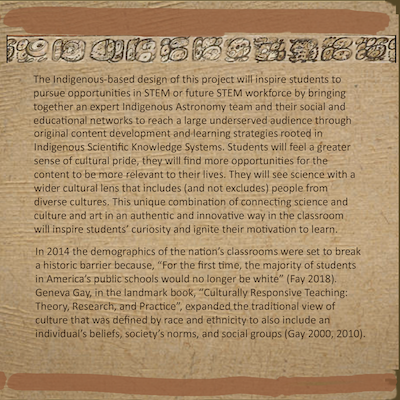 The Indigenous-based design of this project will inspire students to
pursue opportunities in STEM or future STEM workforce by bringing
together an expert Indigenous Astronomy team and their social and
educational networks to reach a large underserved audience through
original content development and learning strategies rooted in
Indigenous Scientific Knowledge Systems. Students will feel a greater
sense of cultural pride, they will find more opportunities for the
content to be more relevant to their lives. They will see science with a
wider cultural lens that includes (and not excludes) people from
diverse cultures. This unique combination of connecting science and
culture and art in an authentic and innovative way in the classroom
will inspire students’ curiosity and ignite their motivation to learn.
In 2014 the demographics of the nation’s classrooms were set to break
a historic barrier because, “For the first time, the majority of students
in America’s public schools would no longer be white” (Fay 2018).
Geneva Gay, in the landmark book, “Culturally Responsive Teaching:
Theory, Research, and Practice”, expanded the traditional view of
culture that was defined by race and ethnicity to also include an
individual’s beliefs, society’s norms, and social groups (Gay 2000, 2010).